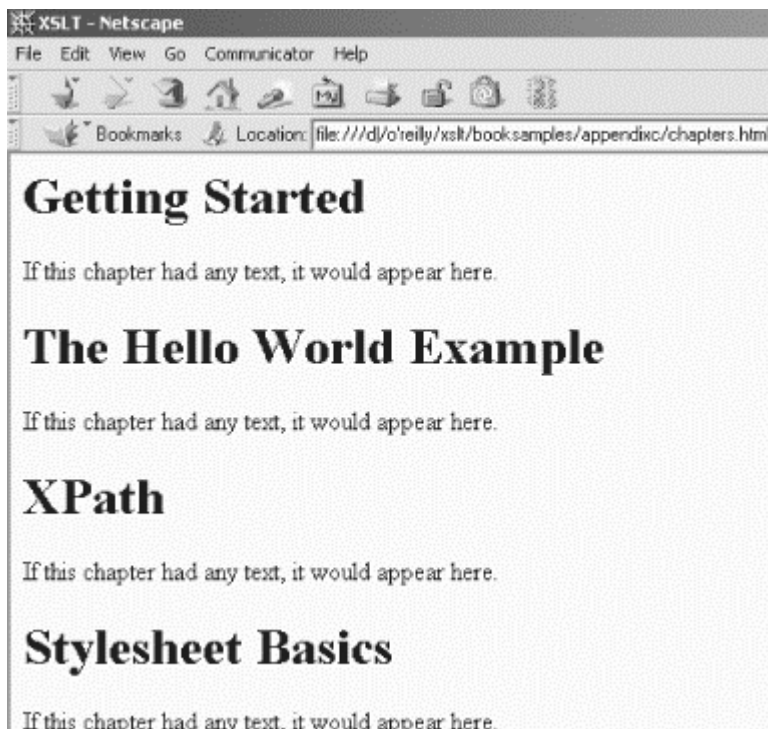 XSLT - Netscape
File Edit View Go Communicator Help
My
Bookmarks Location: file:///d|/o'reilly/xslt/booksamples/appendixc/chapters.html
Getting Started
If this chapter had any text, it would appear here.
The Hello World Example
If this chapter had any text, it would appear here.
XPath
If this chapter had any text, it would appear here.
Stylesheet Basics
If this chapter had any text, it would appear here.